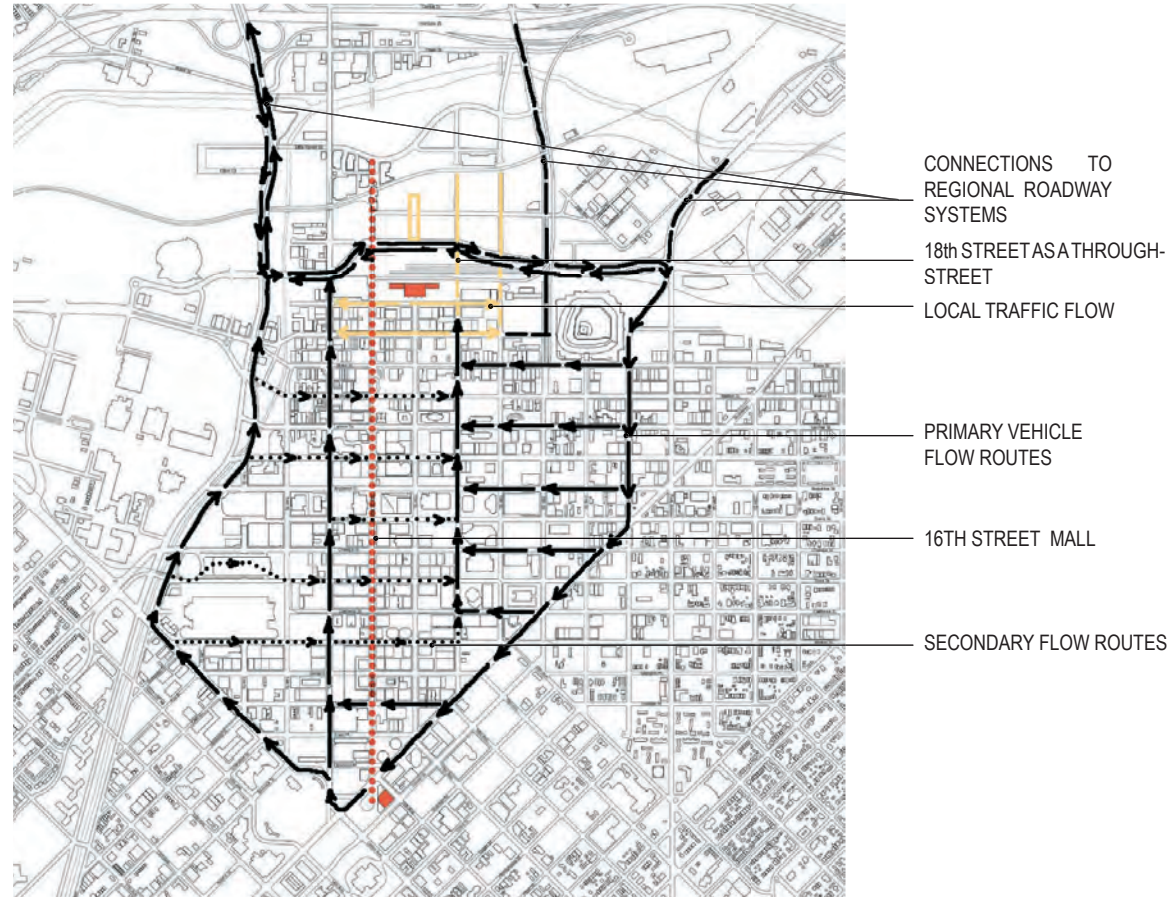 CONNECTIONS TO
REGIONAL ROADWAY
SYSTEMS
18th STREET AS A THROUGH-
STREET
LOCAL TRAFFIC FLOW
PRIMARY VEHICLE
FLOW ROUTES
16TH STREET MALL
SECONDARY FLOW ROUTES